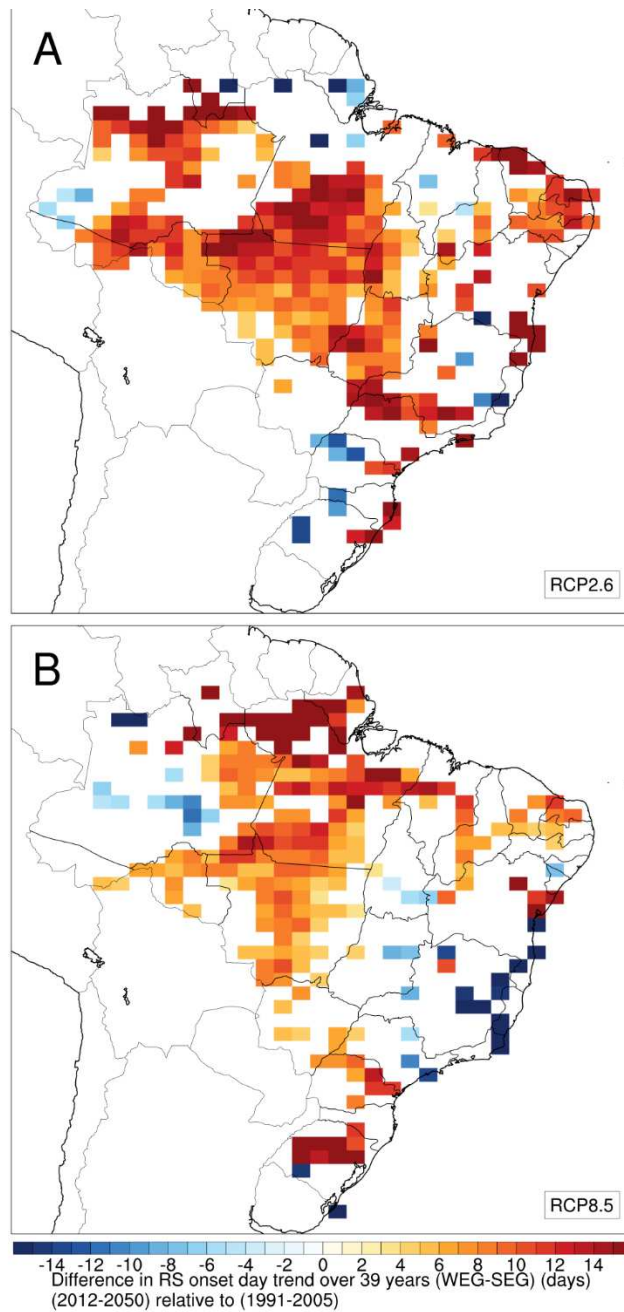 A
RCP2.6
B
RCP8.5
-14 -12 -10 -8 -6 -4 -2 0 2 4 6 8 10 12 14
Difference in RS onset day trend over 39 years (WEG-SEG) (days)
(2012-2050) relative to (1991-2005)